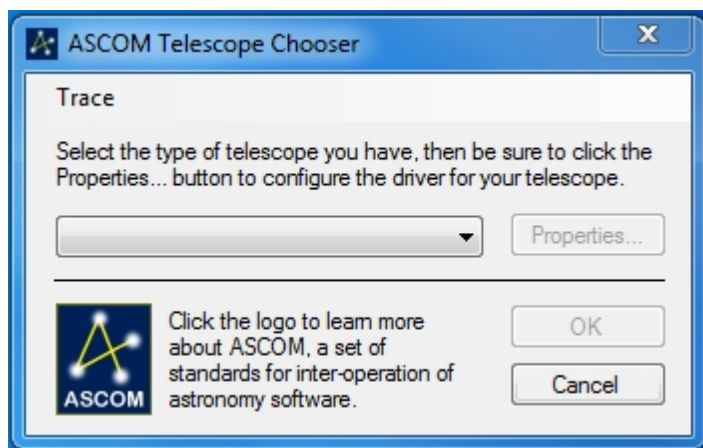 ASCOM Telescope Chooser
Trace
Select the type of telescope you have, then be sure to click the
Properties... button to configure the driver for your telescope.
Properties...
Click the logo to learn more
about ASCOM, a set of
standards for inter-operation of
astronomy software.
ASCOM
OK
Cancel